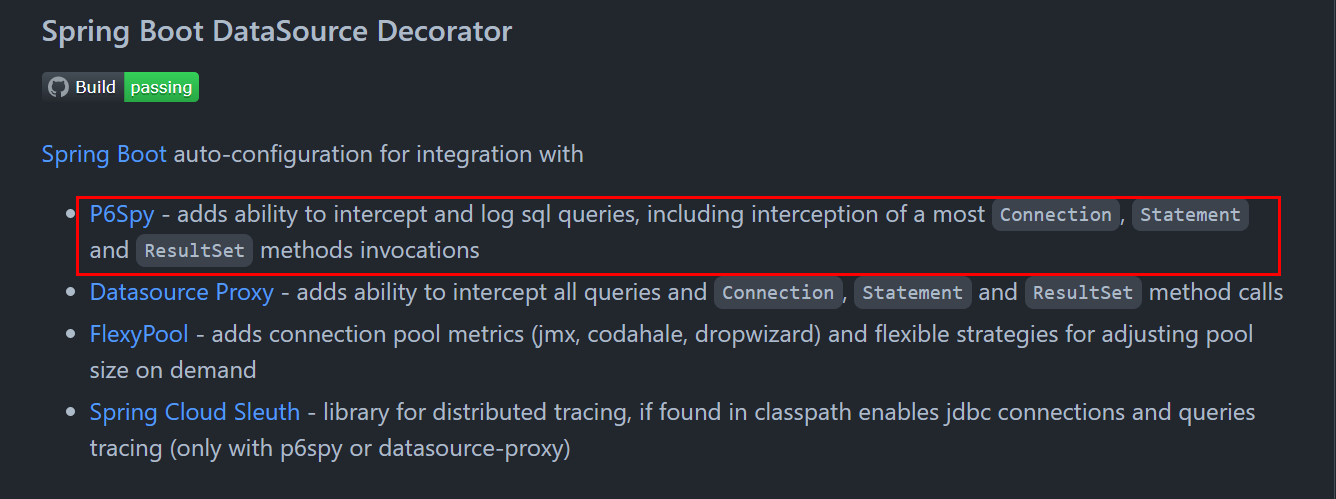 Spring Boot DataSource Decorator
Build passing
Spring Boot auto-configuration for integration with
P6Spy - adds ability to intercept and log sql queries, including interception of a most Connection, Statement
and ResultSet methods invocations
Datasource Proxy - adds ability to intercept all queries and Connection, Statement and ResultSet method calls
FlexyPool - adds connection pool metrics (jmx, codahale, dropwizard) and flexible strategies for adjusting pool
size on demand
Spring Cloud Sleuth - library for distributed tracing, if found in classpath enables jdbc connections and queries
tracing (only with p6spy or datasource-proxy)